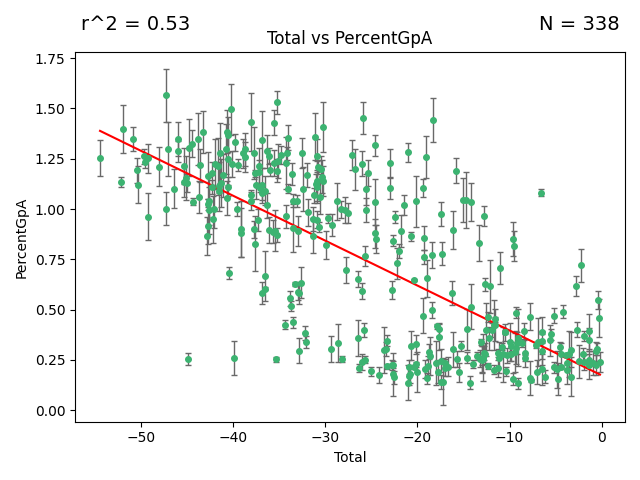 r^2 = 0.53
N = 338
Total vs PercentGpA
1.75
1.50
1.25
1.00
0.75
0.50
0.25
0.00
PercentGpA
−50
−40
−30
−20
−10
0
Total